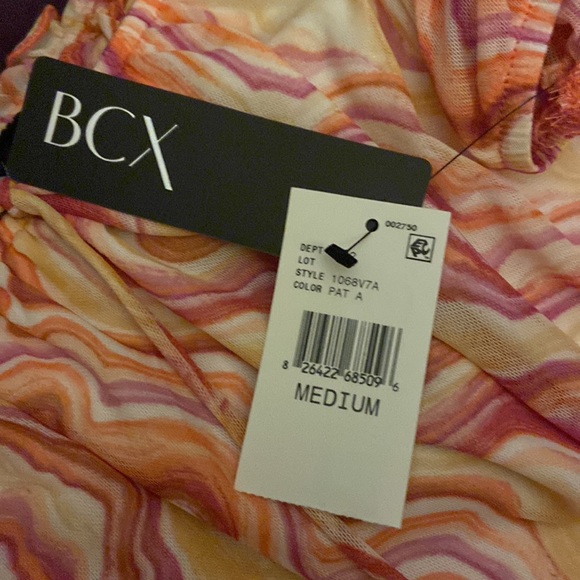 BCX
002750
DEPT
LOT
STYLE 1068V7A
COLOR PAT A
8 26422 68509 6
MEDIUM